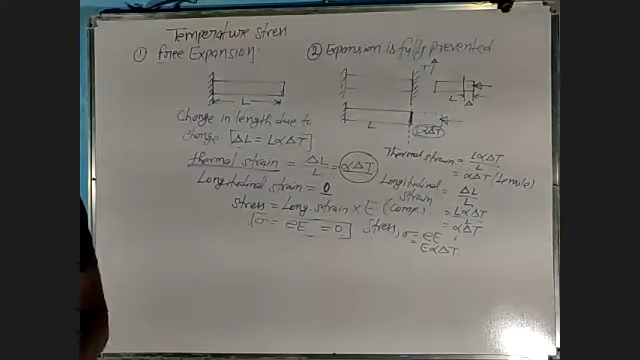 Temperature Stress
① Free Expansion
L
Change in length due to
change [ΔL = LαΔT]
thermal strain = ΔL/L = αΔT
Longitudinal strain = 0
Stress = Long. strain × E
σ = eE = 0.
② Expansion is fully prevented
T↑
L Δ
L
LαΔT
Thermal strain = LαΔT/L
= αΔT (tensile)
Longitudinal strain = ΔL/L
(comp) = LαΔT/L
= αΔT
Stress, σ = eE
= EαΔT